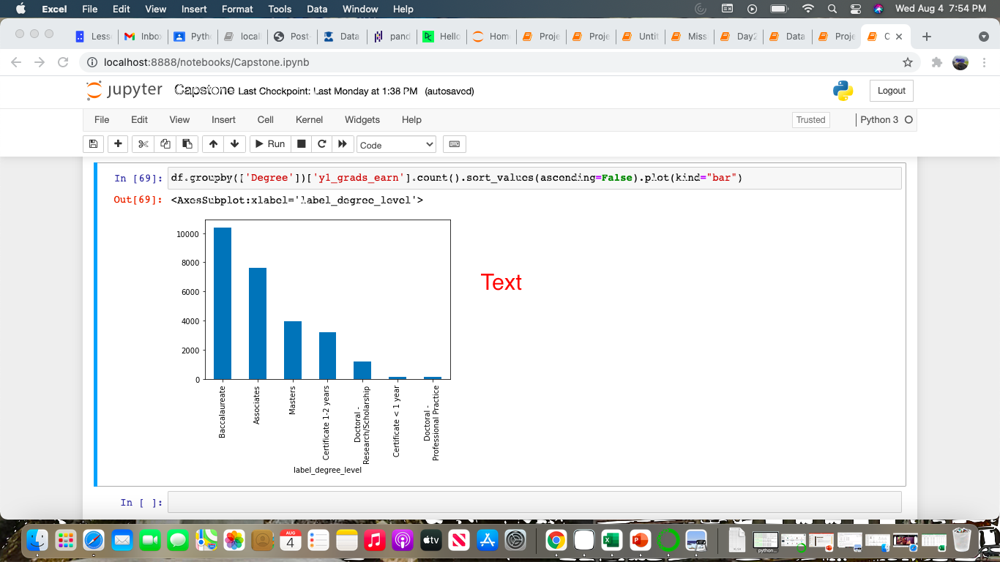 Excel File Edit View Insert Format Tools Data Window Help Wed Aug 4 7:54 PM
Less Inbo Pyth locali Post- Data pand Hello Hom Proje Proje Untit Miss Day2 Data Proje C
localhost:8888/notebooks/Capstone.ipynb
jupyter Capstone Last Checkpoint: Last Monday at 1:38 PM (autosaved) Logout
File Edit View Insert Cell Kernel Widgets Help Trusted Python 3
Run Code
In [69]: df.groupby(['Degree'])['y1_grads_earn'].count().sort_values(ascending=False).plot(kind="bar")
Out[69]: <AxesSubplot:xlabel='label_degree_level'>
10000
8000
6000
4000
2000
0
Text
Baccalaureate
Associates
Masters
Certificate 1-2 years
Doctoral -
Research/Scholarship
Certificate < 1 year
Doctoral -
Professional Practice
label_degree_level
In [ ]:
AUG
4
tv
python...